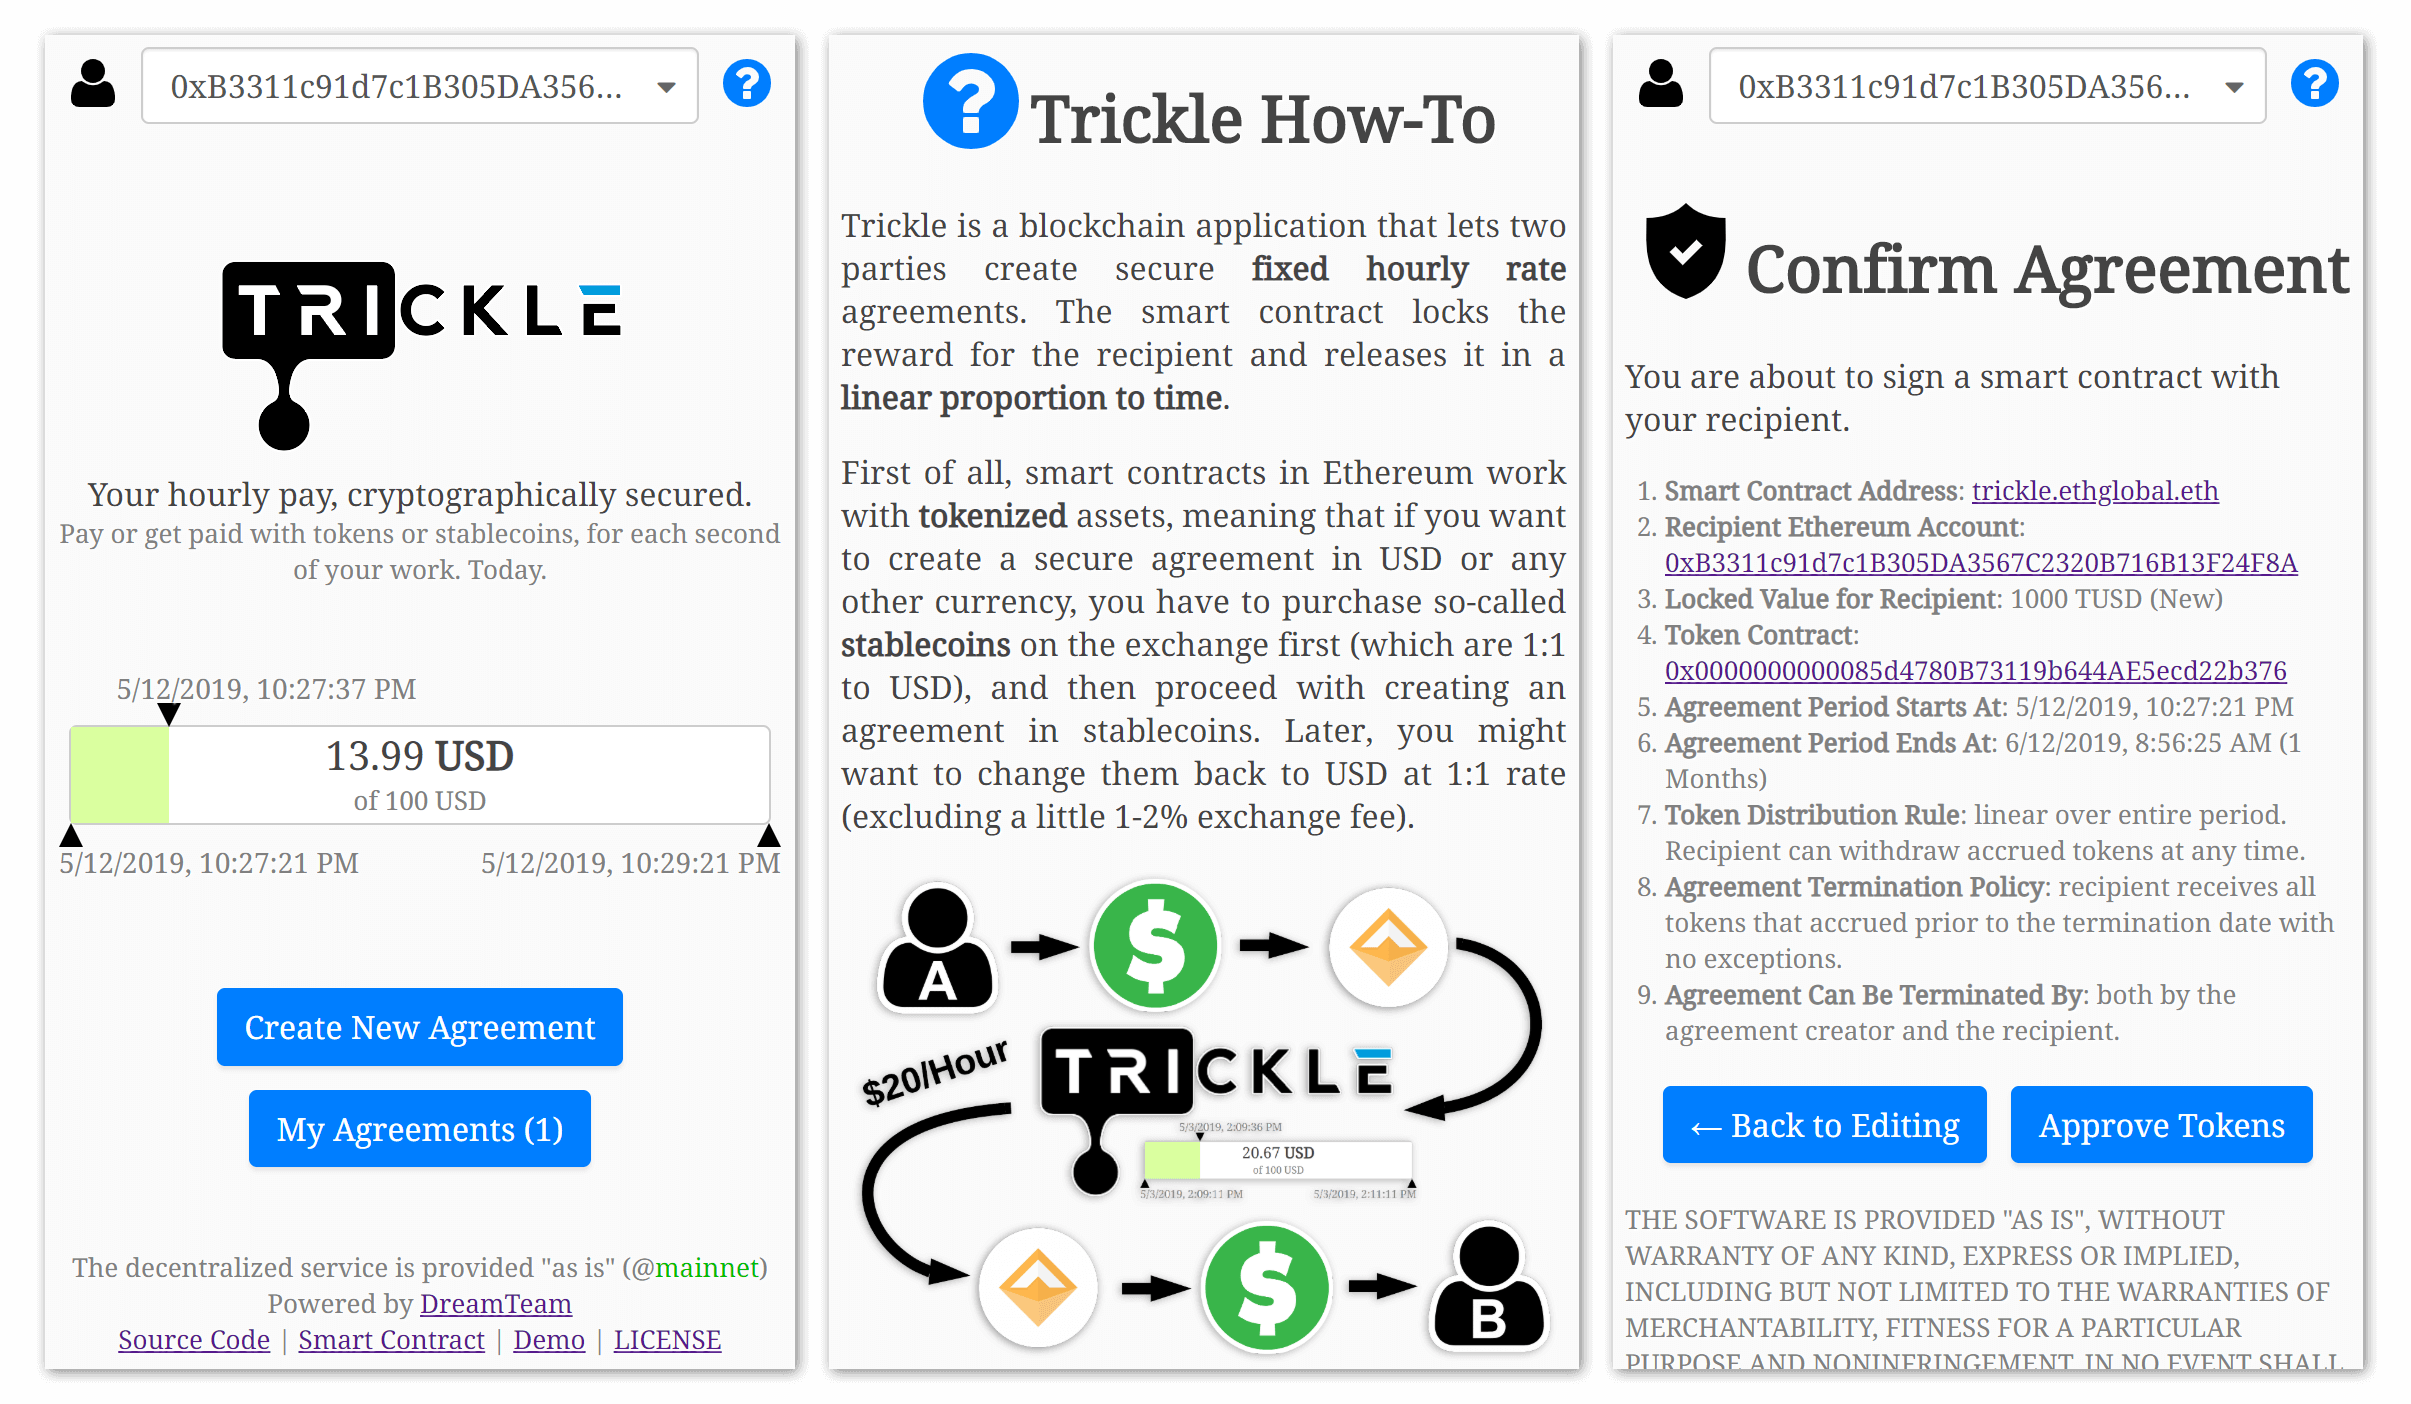 0xB3311c91d7c1B305DA356...
TRICKLE
Your hourly pay, cryptographically secured.
Pay or get paid with tokens or stablecoins, for each second
of your work. Today.
5/12/2019, 10:27:37 PM
13.99 USD
of 100 USD
5/12/2019, 10:27:21 PM
5/12/2019, 10:29:21 PM
Create New Agreement
My Agreements (1)
The decentralized service is provided "as is" (@mainnet)
Powered by DreamTeam
Source Code | Smart Contract | Demo | LICENSE
? Trickle How-To
Trickle is a blockchain application that lets two
parties create secure fixed hourly rate
agreements. The smart contract locks the
reward for the recipient and releases it in a
linear proportion to time.
First of all, smart contracts in Ethereum work
with tokenized assets, meaning that if you want
to create a secure agreement in USD or any
other currency, you have to purchase so-called
stablecoins on the exchange first (which are 1:1
to USD), and then proceed with creating an
agreement in stablecoins. Later, you might
want to change them back to USD at 1:1 rate
(excluding a little 1-2% exchange fee).
A
$
$20/Hour
TRICKLE
5/3/2019, 2:09:36 PM
20.67 USD
of 100 USD
5/3/2019, 2:09:11 PM
5/3/2019, 2:11:11 PM
$
B
0xB3311c91d7c1B305DA356...
Confirm Agreement
You are about to sign a smart contract with
your recipient.
1. Smart Contract Address: trickle.ethglobal.eth
2. Recipient Ethereum Account:
0xB3311c91d7c1B305DA3567C2320B716B13F24F8A
3. Locked Value for Recipient: 1000 TUSD (New)
4. Token Contract:
0x0000000000085d4780B73119b644AE5ecd22b376
5. Agreement Period Starts At: 5/12/2019, 10:27:21 PM
6. Agreement Period Ends At: 6/12/2019, 8:56:25 AM (1
Months)
7. Token Distribution Rule: linear over entire period.
Recipient can withdraw accrued tokens at any time.
8. Agreement Termination Policy: recipient receives all
tokens that accrued prior to the termination date with
no exceptions.
9. Agreement Can Be Terminated By: both by the
agreement creator and the recipient.
← Back to Editing
Approve Tokens
THE SOFTWARE IS PROVIDED "AS IS", WITHOUT
WARRANTY OF ANY KIND, EXPRESS OR IMPLIED,
INCLUDING BUT NOT LIMITED TO THE WARRANTIES OF
MERCHANTABILITY, FITNESS FOR A PARTICULAR
PURPOSE AND NONINFRINGEMENT. IN NO EVENT SHALL